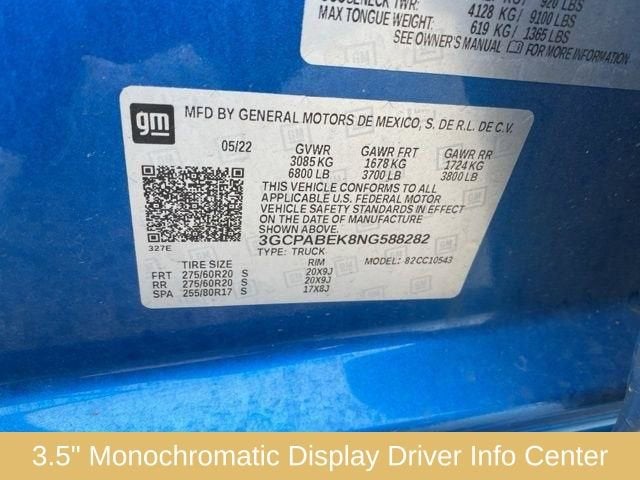 GOOSENECK TWR: 4128 KG / 9100 LBS
MAX TONGUE WEIGHT: 619 KG / 1365 LBS
SEE OWNER'S MANUAL FOR MORE INFORMATION
gm
MFD BY GENERAL MOTORS DE MEXICO, S. DE R.L. DE C.V.
05/22 GVWR GAWR FRT GAWR RR
3085 KG 1678 KG 1724 KG
6800 LB 3700 LB 3800 LB
THIS VEHICLE CONFORMS TO ALL
APPLICABLE U.S. FEDERAL MOTOR
VEHICLE SAFETY STANDARDS IN EFFECT
ON THE DATE OF MANUFACTURE
SHOWN ABOVE.
3GCPABEK8NG588282
327E
TYPE: TRUCK MODEL: 82CC10543
TIRE SIZE RIM
FRT 275/60R20 S 20X9J
RR 275/60R20 S 20X9J
SPA 255/80R17 S 17X8J
3.5" Monochromatic Display Driver Info Center